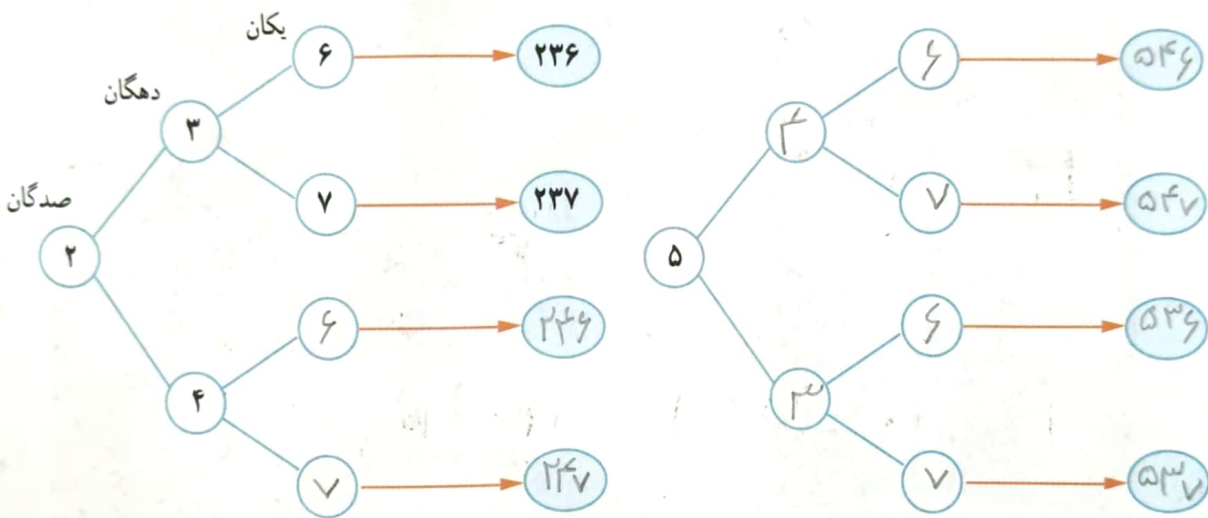 یکان
۶ ۲۳۶ ۶ ۵۴۶
دهگان
۳ ۴
۷ ۲۳۷ ۷ ۵۴۷
صدگان
۲ ۵
۶ ۲۴۶ ۶ ۵۳۶
۴ ۳
۷ ۲۴۷ ۷ ۵۳۷